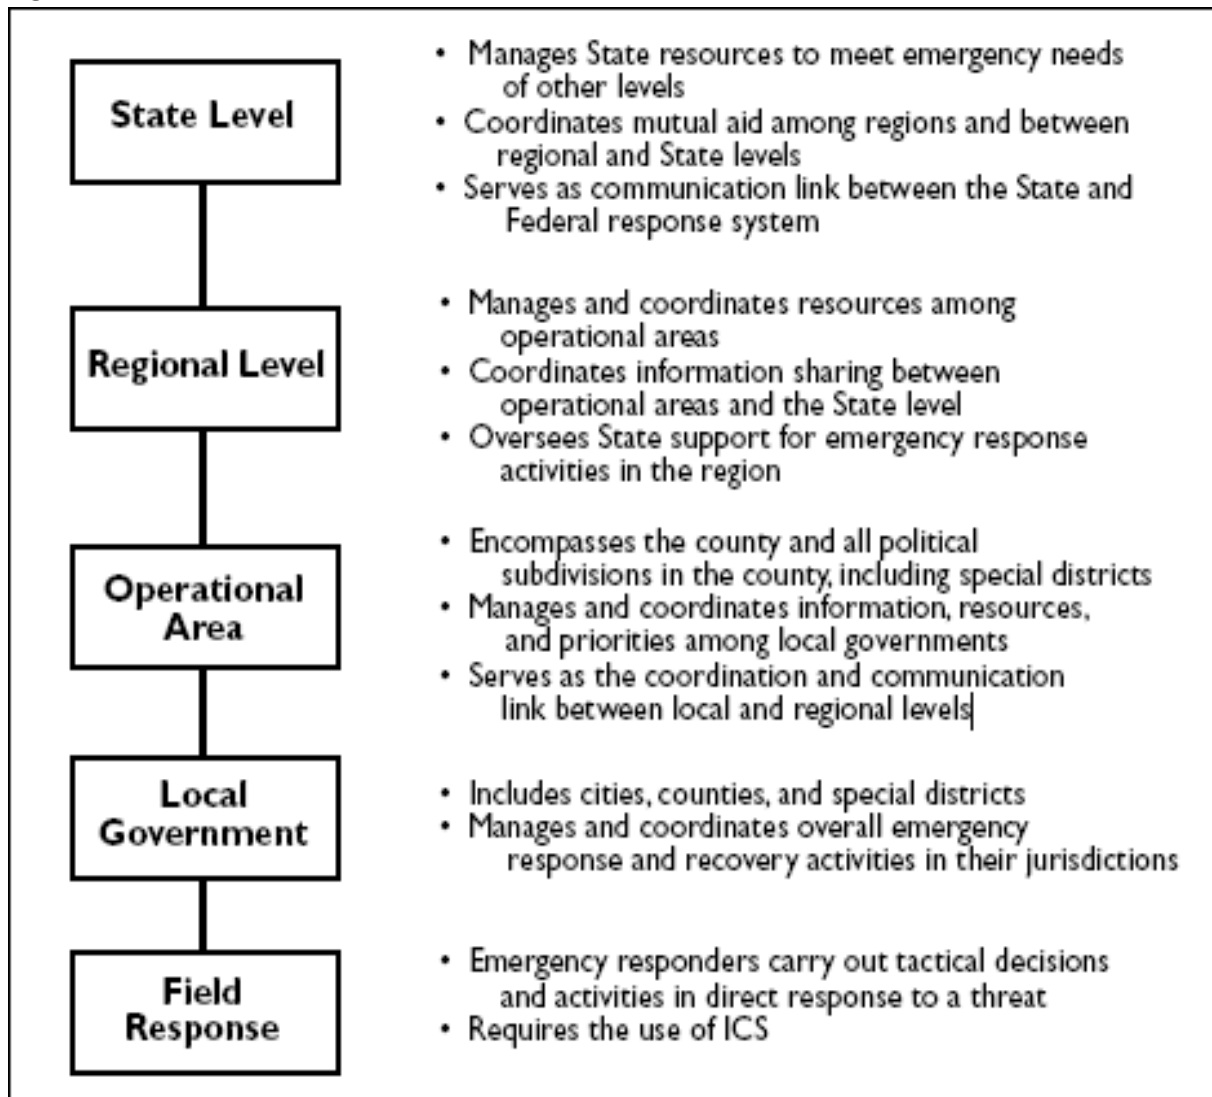 State Level
• Manages State resources to meet emergency needs
of other levels
• Coordinates mutual aid among regions and between
regional and State levels
• Serves as communication link between the State and
Federal response system
Regional Level
• Manages and coordinates resources among
operational areas
• Coordinates information sharing between
operational areas and the State level
• Oversees State support for emergency response
activities in the region
Operational
Area
• Encompasses the county and all political
subdivisions in the county, including special districts
• Manages and coordinates information, resources,
and priorities among local governments
• Serves as the coordination and communication
link between local and regional levels
Local
Government
• Includes cities, counties, and special districts
• Manages and coordinates overall emergency
response and recovery activities in their jurisdictions
Field
Response
• Emergency responders carry out tactical decisions
and activities in direct response to a threat
• Requires the use of ICS